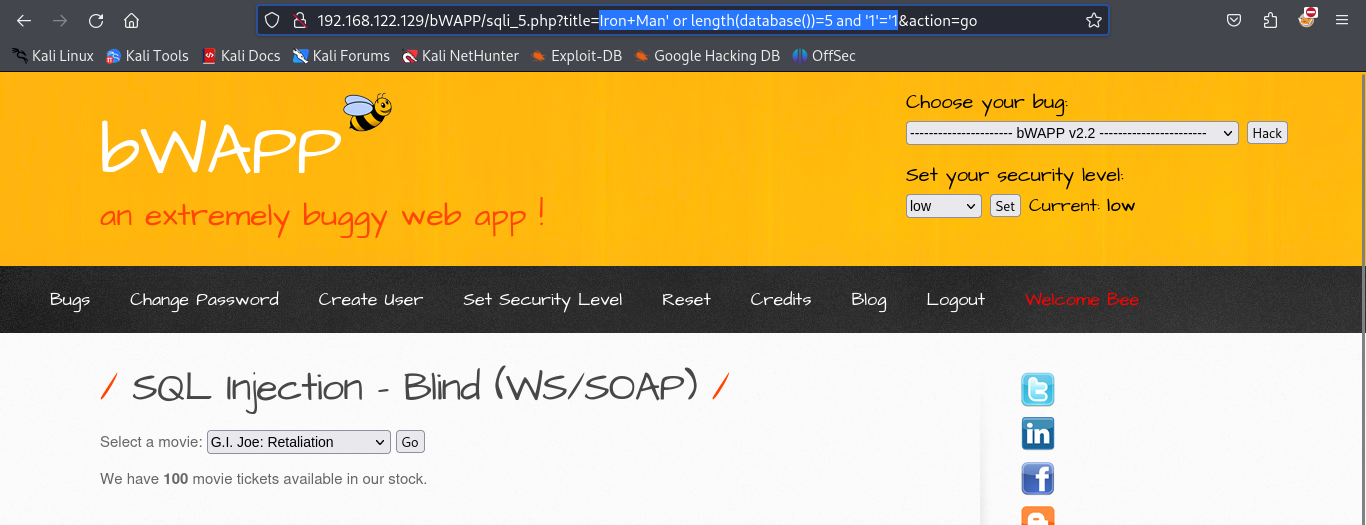 192.168.122.129/bWAPP/sqli_5.php?title=Iron+Man' or length(database())=5 and '1'='1&action=go
Kali Linux Kali Tools Kali Docs Kali Forums Kali NetHunter Exploit-DB Google Hacking DB OffSec
bWAPP
an extremely buggy web app !
Choose your bug:
---------------------- bWAPP v2.2 ----------------------- Hack
Set your security level:
low Set Current: low
Bugs Change Password Create User Set Security Level Reset Credits Blog Logout Welcome Bee
/ SQL Injection - Blind (WS/SOAP) /
Select a movie: G.I. Joe: Retaliation Go
We have 100 movie tickets available in our stock.